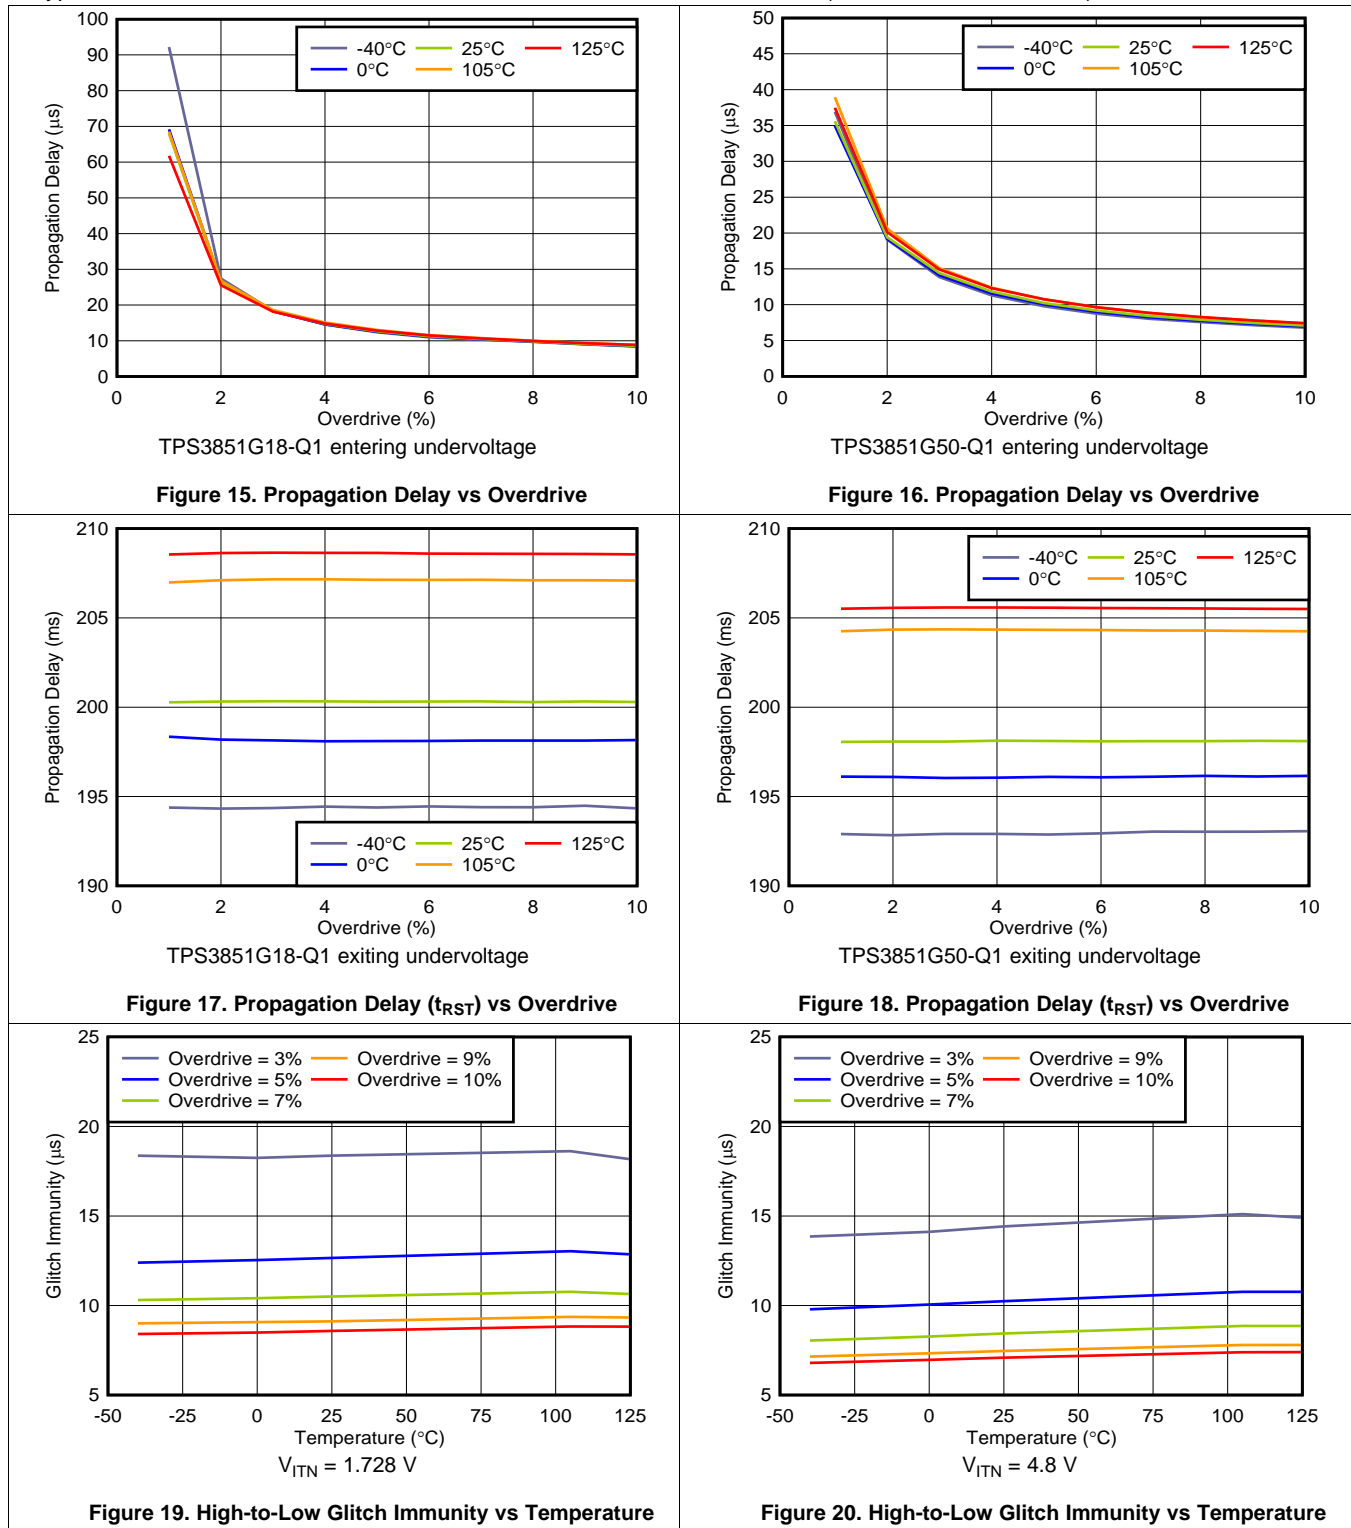 100
90
80
70
60
50
40
30
20
10
0
Propagation Delay (µs)
-40°C
0°C
25°C
105°C
125°C
0 2 4 6 8 10
Overdrive (%)
TPS3851G18-Q1 entering undervoltage
Figure 15. Propagation Delay vs Overdrive
50
45
40
35
30
25
20
15
10
5
0
Propagation Delay (µs)
-40°C
0°C
25°C
105°C
125°C
0 2 4 6 8 10
Overdrive (%)
TPS3851G50-Q1 entering undervoltage
Figure 16. Propagation Delay vs Overdrive
210
205
200
195
190
Propagation Delay (ms)
-40°C
0°C
25°C
105°C
125°C
0 2 4 6 8 10
Overdrive (%)
TPS3851G18-Q1 exiting undervoltage
Figure 17. Propagation Delay (tRST) vs Overdrive
210
205
200
195
190
Propagation Delay (ms)
-40°C
0°C
25°C
105°C
125°C
0 2 4 6 8 10
Overdrive (%)
TPS3851G50-Q1 exiting undervoltage
Figure 18. Propagation Delay (tRST) vs Overdrive
25
20
15
10
5
Glitch Immunity (µs)
Overdrive = 3%
Overdrive = 5%
Overdrive = 7%
Overdrive = 9%
Overdrive = 10%
-50 -25 0 25 50 75 100 125
Temperature (°C)
VITN = 1.728 V
Figure 19. High-to-Low Glitch Immunity vs Temperature
25
20
15
10
5
Glitch Immunity (µs)
Overdrive = 3%
Overdrive = 5%
Overdrive = 7%
Overdrive = 9%
Overdrive = 10%
-50 -25 0 25 50 75 100 125
Temperature (°C)
VITN = 4.8 V
Figure 20. High-to-Low Glitch Immunity vs Temperature